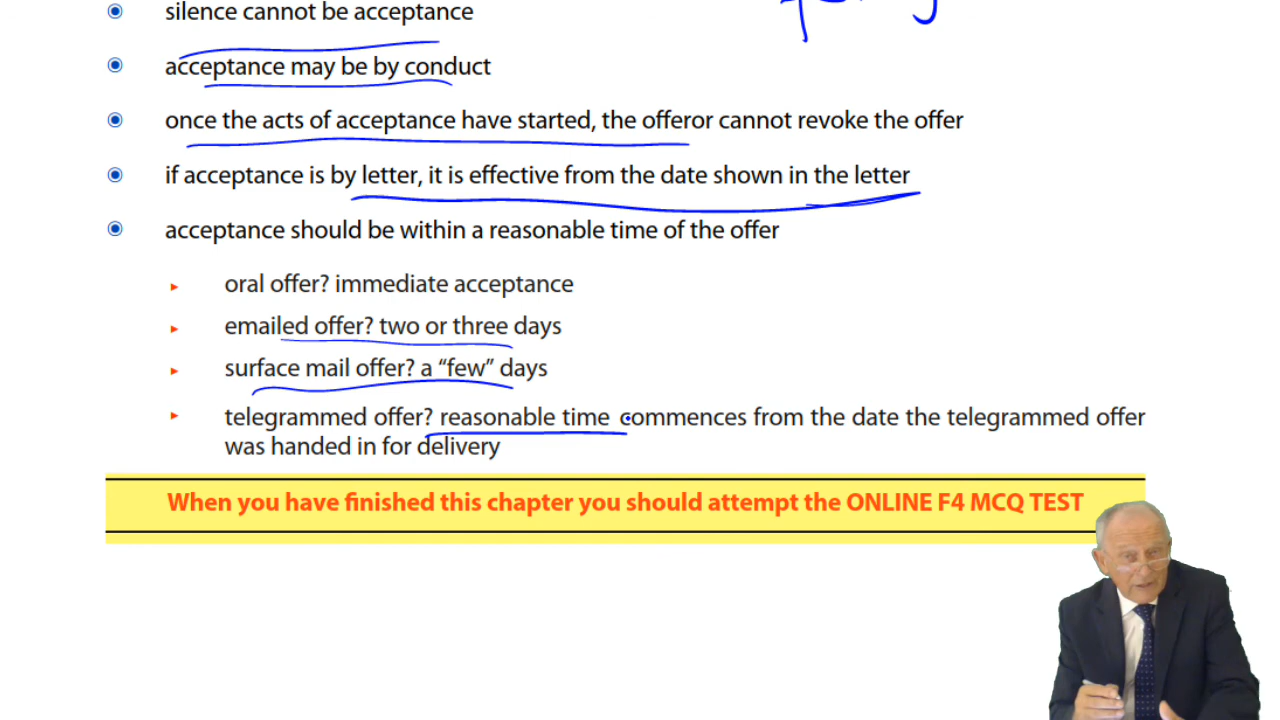 silence cannot be acceptance
acceptance may be by conduct
once the acts of acceptance have started, the offeror cannot revoke the offer
if acceptance is by letter, it is effective from the date shown in the letter
acceptance should be within a reasonable time of the offer
oral offer? immediate acceptance
emailed offer? two or three days
surface mail offer? a “few” days
telegrammed offer? reasonable time commences from the date the telegrammed offer
was handed in for delivery
When you have finished this chapter you should attempt the ONLINE F4 MCQ TEST